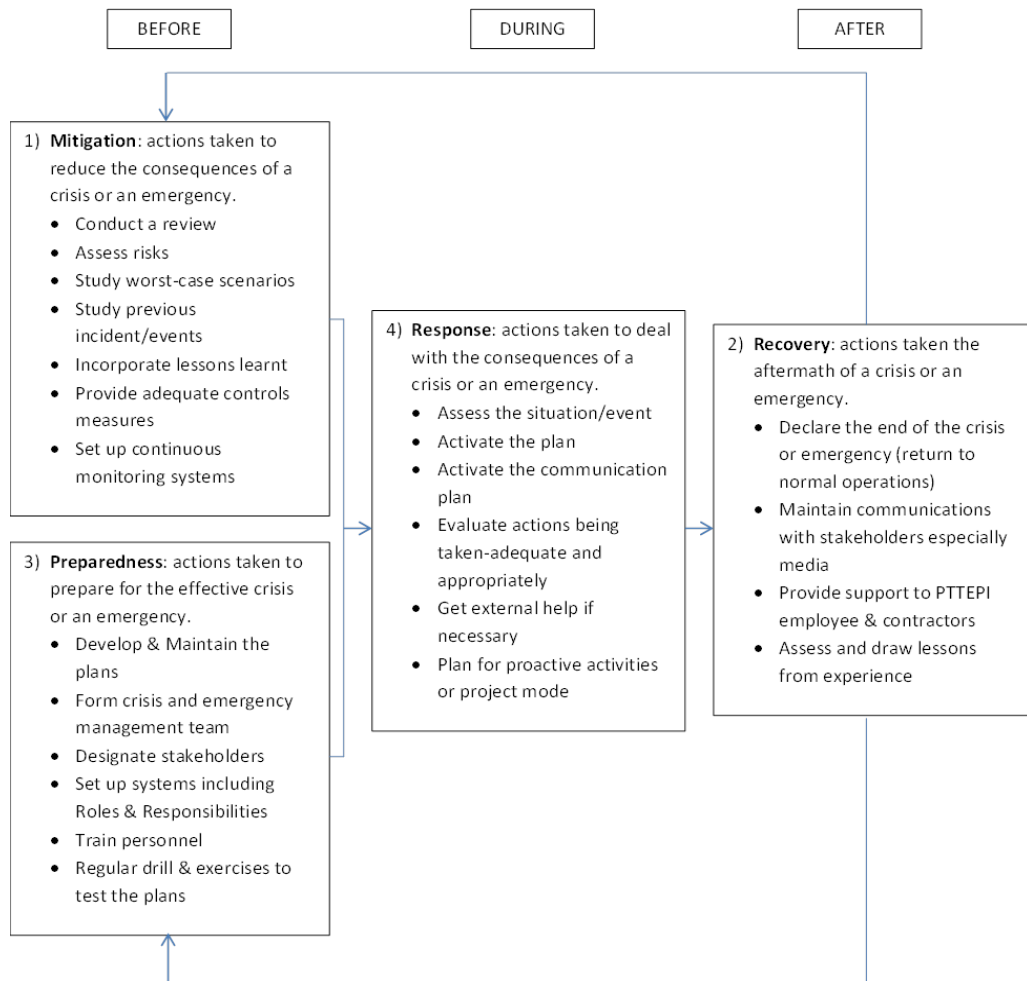 BEFORE
DURING
AFTER
1) Mitigation: actions taken to
reduce the consequences of a
crisis or an emergency.
• Conduct a review
• Assess risks
• Study worst-case scenarios
• Study previous
incident/events
• Incorporate lessons learnt
• Provide adequate controls
measures
• Set up continuous
monitoring systems
3) Preparedness: actions taken to
prepare for the effective crisis
or an emergency.
• Develop & Maintain the
plans
• Form crisis and emergency
management team
• Designate stakeholders
• Set up systems including
Roles & Responsibilities
• Train personnel
• Regular drill & exercises to
test the plans
4) Response: actions taken to deal
with the consequences of a
crisis or an emergency.
• Assess the situation/event
• Activate the plan
• Activate the communication
plan
• Evaluate actions being
taken-adequate and
appropriately
• Get external help if
necessary
• Plan for proactive activities
or project mode
2) Recovery: actions taken the
aftermath of a crisis or an
emergency.
• Declare the end of the crisis
or emergency (return to
normal operations)
• Maintain communications
with stakeholders especially
media
• Provide support to PTTEPI
employee & contractors
• Assess and draw lessons
from experience